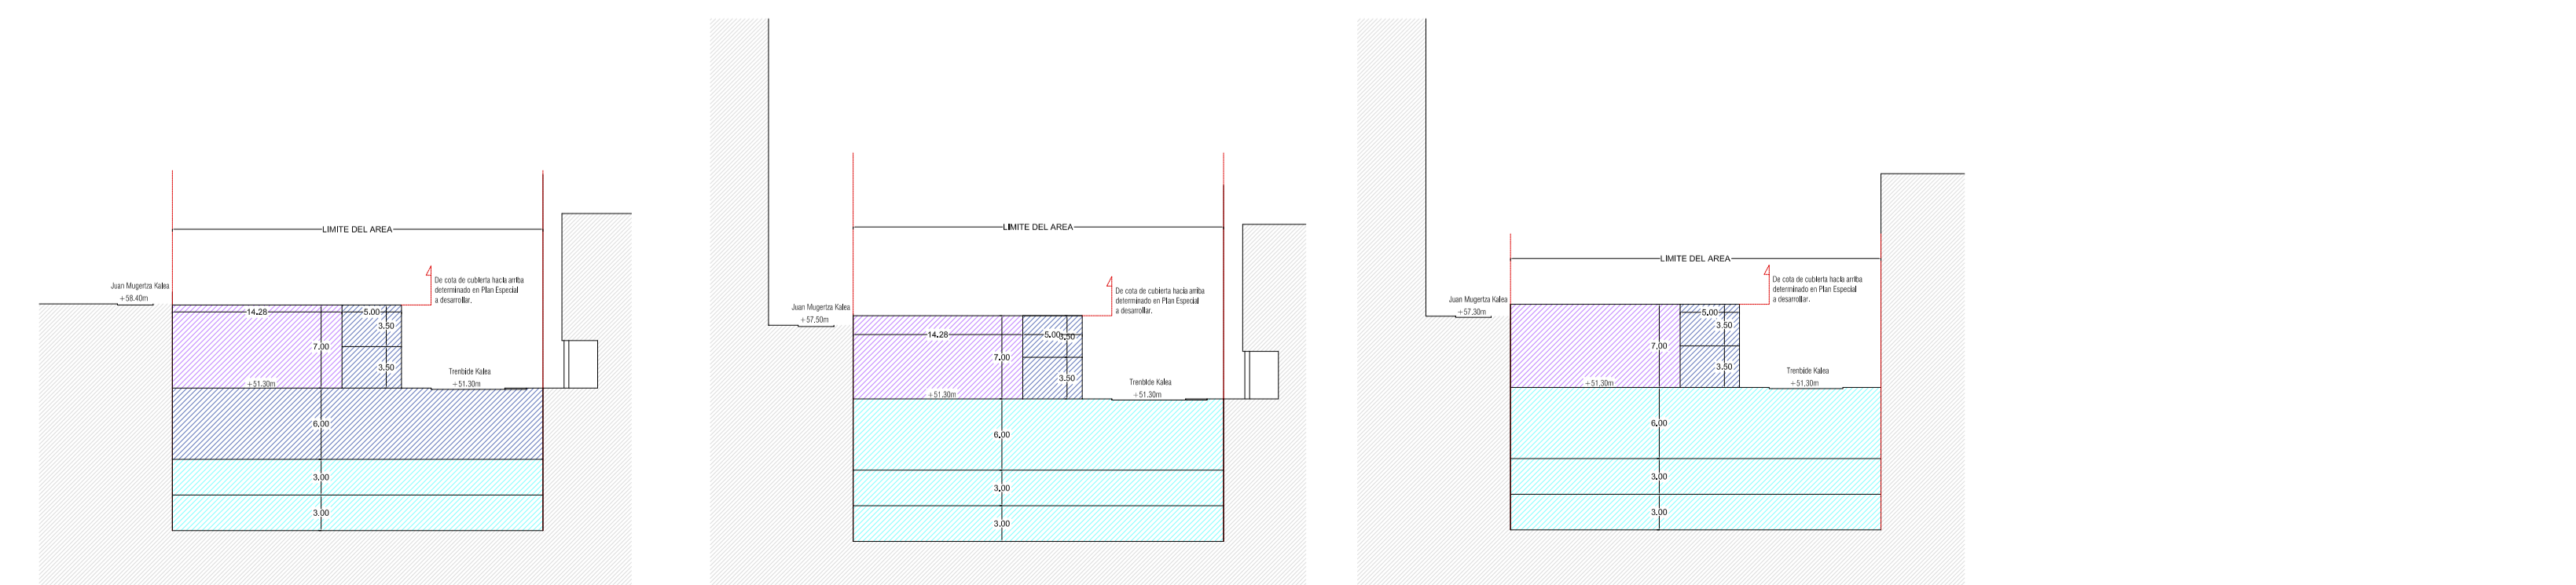 LIMITE DEL AREA
Juan Mugertza Kalea
+58.40m
De cota de cubierta hacia arriba
determinado en Plan Especial
a desarrollar.
14.28
5.00
3.50
7.00
3.50
Trenbide Kalea
+51.30m
+51.30m
6.00
3.00
3.00
LIMITE DEL AREA
Juan Mugertza Kalea
+57.50m
De cota de cubierta hacia arriba
determinado en Plan Especial
a desarrollar.
14.28
5.00
3.50
7.00
3.50
Trenbide Kalea
+51.30m
+51.30m
6.00
3.00
3.00
LIMITE DEL AREA
Juan Mugertza Kalea
+57.30m
De cota de cubierta hacia arriba
determinado en Plan Especial
a desarrollar.
5.00
3.50
7.00
3.50
Trenbide Kalea
+51.30m
+51.30m
6.00
3.00
3.00